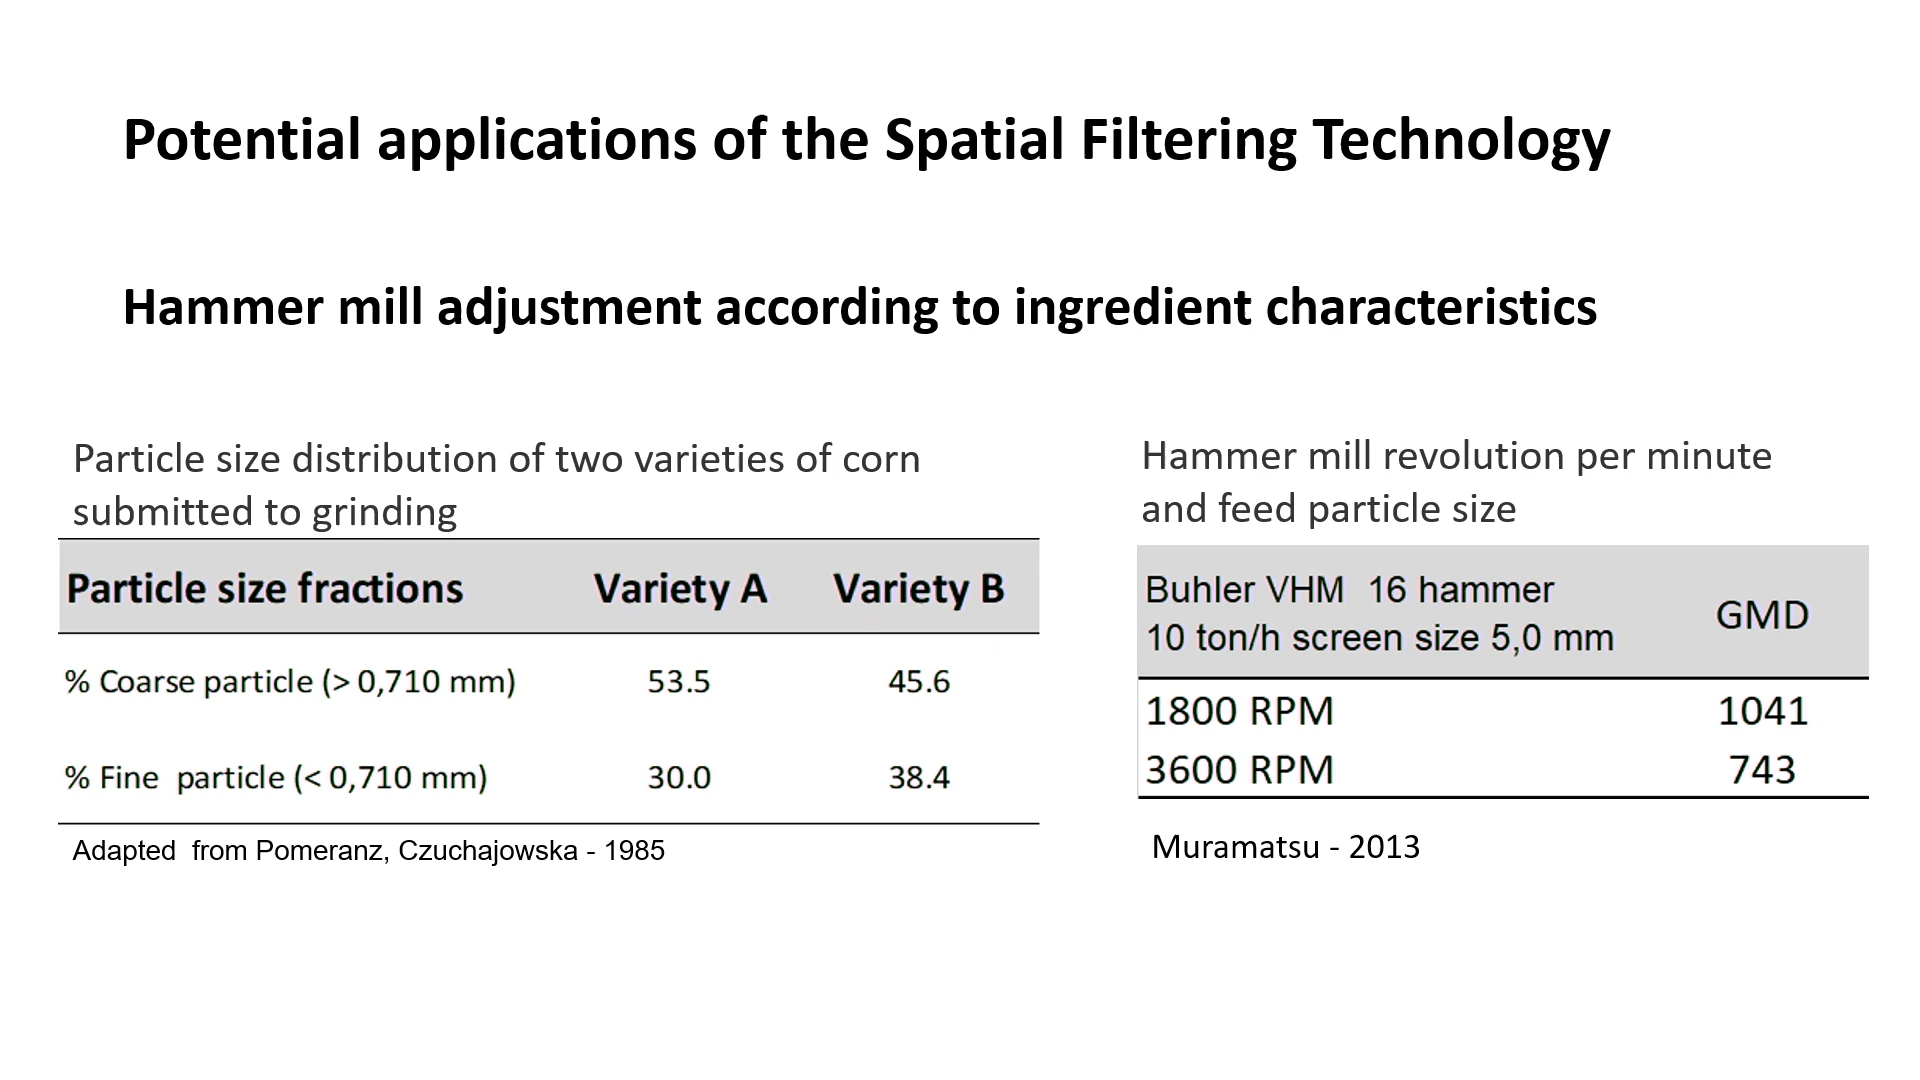 Potential applications of the Spatial Filtering Technology
Hammer mill adjustment according to ingredient characteristics
Particle size distribution of two varieties of corn
submitted to grinding
Particle size fractions Variety A Variety B
% Coarse particle (> 0,710 mm) 53.5 45.6
% Fine  particle (< 0,710 mm) 30.0 38.4
Adapted  from Pomeranz, Czuchajowska - 1985
Hammer mill revolution per minute
and feed particle size
Buhler VHM  16 hammer
10 ton/h screen size 5,0 mm
GMD
1800 RPM 1041
3600 RPM 743
Muramatsu - 2013